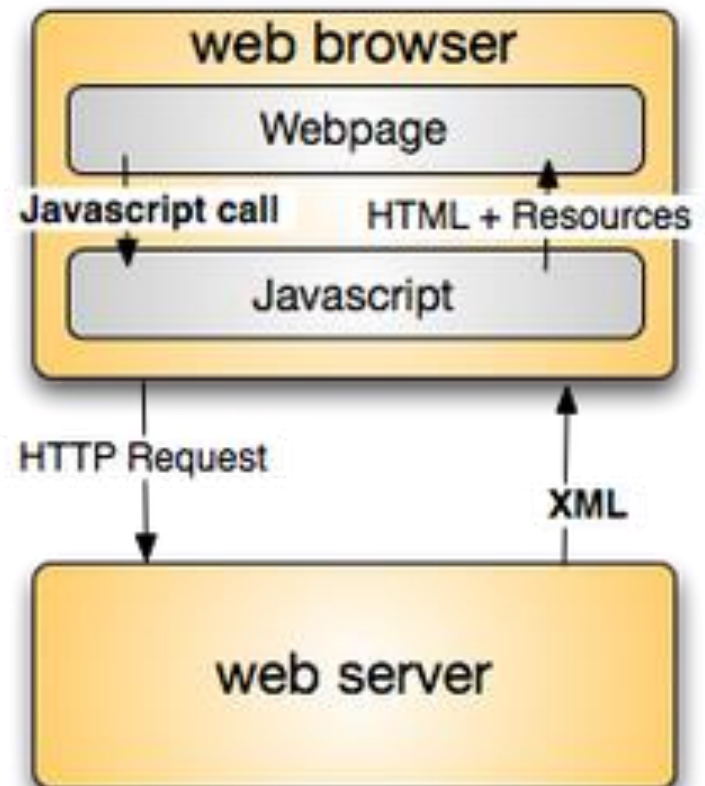 web browser
Webpage
Javascript call
HTML + Resources
Javascript
HTTP Request
XML
web server